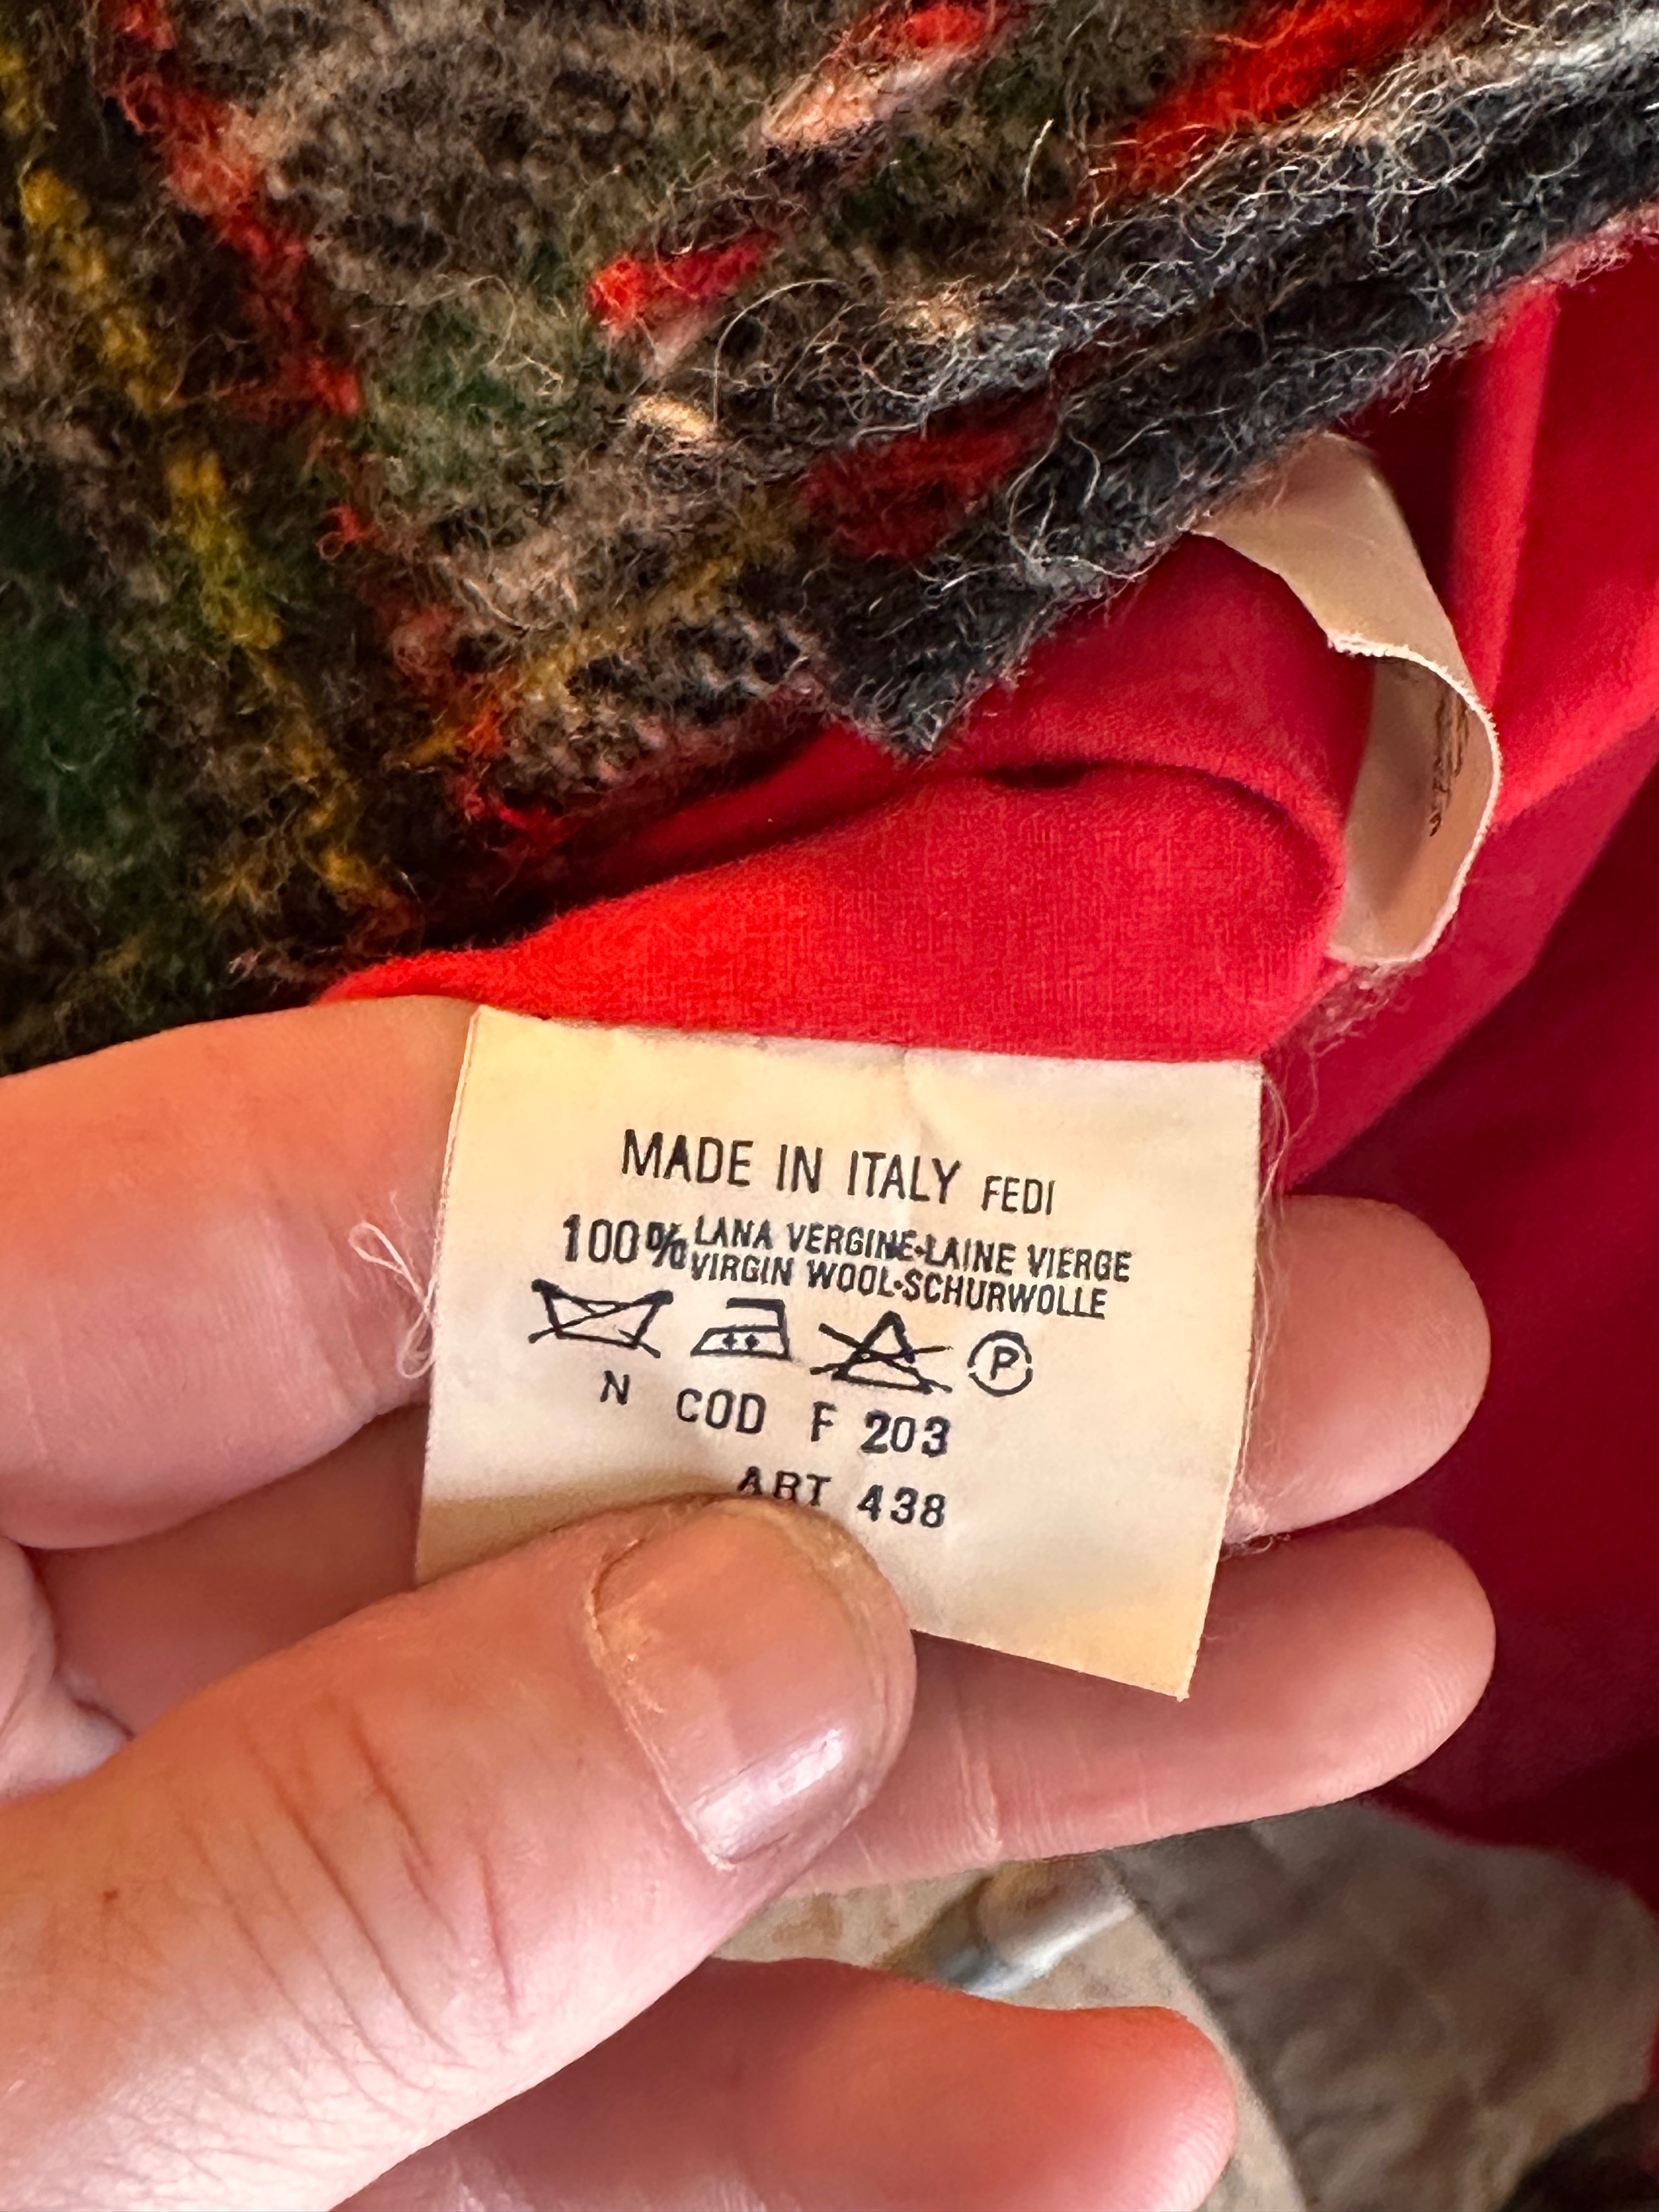 MADE IN ITALY FEDI
100% LANA VERGINE•LAINE VIERGE
VIRGIN WOOL•SCHURWOLLE
P
N COD F 203
ART 438